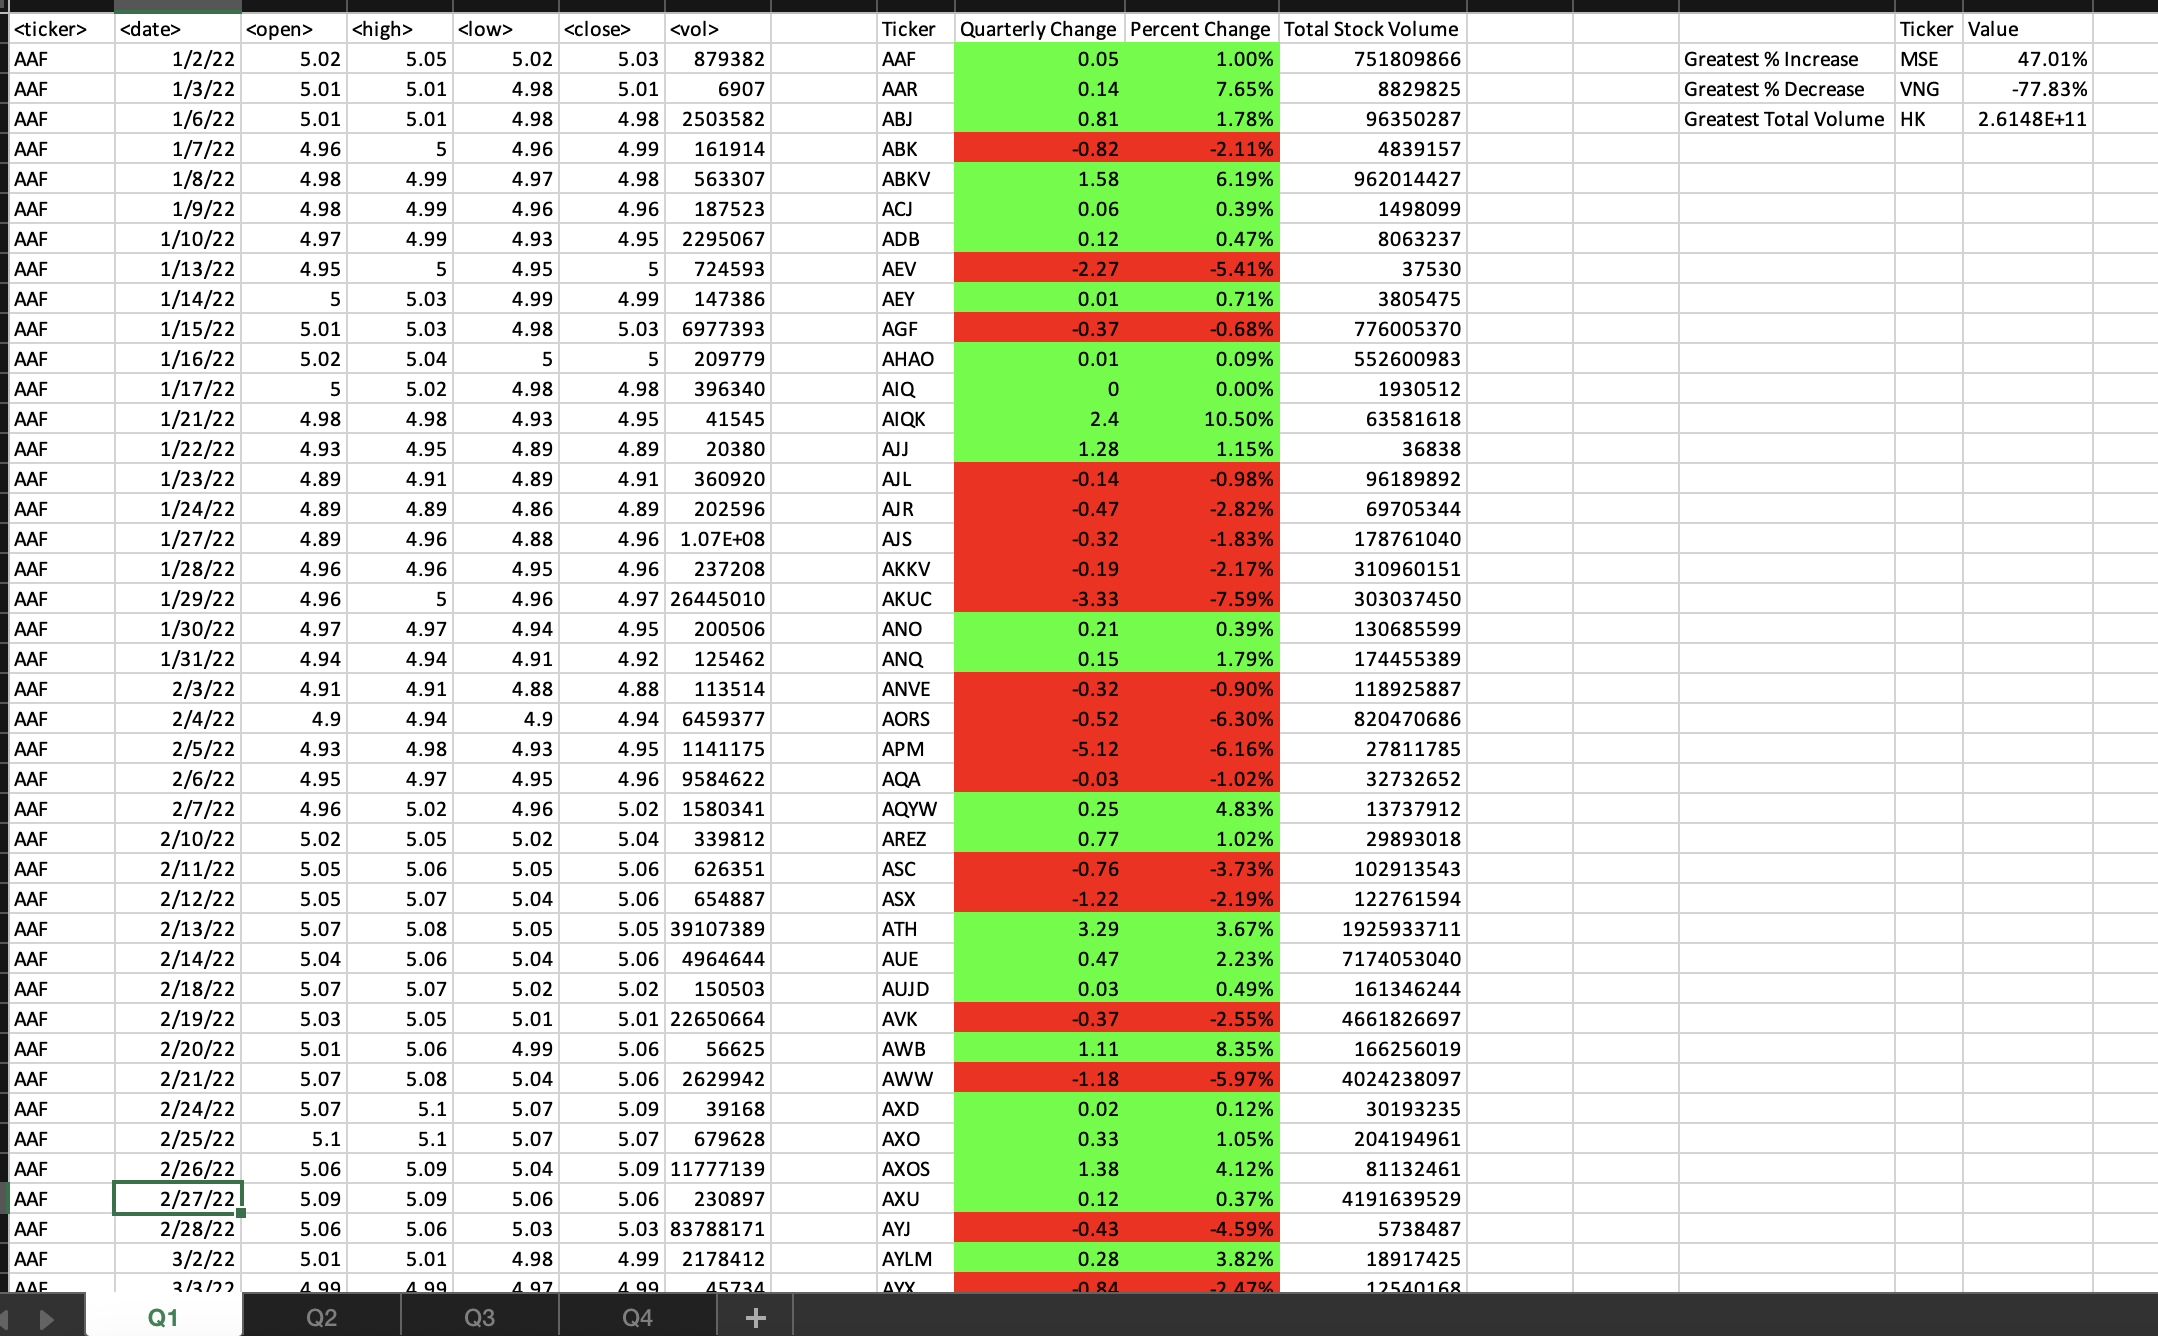 <ticker> <date> <open> <high> <low> <close> <vol> Ticker Quarterly Change Percent Change Total Stock Volume Ticker Value
AAF 1/2/22 5.02 5.05 5.02 5.03 879382 AAF 0.05 1.00% 751809866 Greatest % Increase MSE 47.01%
AAF 1/3/22 5.01 5.01 4.98 5.01 6907 AAR 0.14 7.65% 8829825 Greatest % Decrease VNG -77.83%
AAF 1/6/22 5.01 5.01 4.98 4.98 2503582 ABJ 0.81 1.78% 96350287 Greatest Total Volume HK 2.6148E+11
AAF 1/7/22 4.96 5 4.96 4.99 161914 ABK -0.82 -2.11% 4839157
AAF 1/8/22 4.98 4.99 4.97 4.98 563307 ABKV 1.58 6.19% 962014427
AAF 1/9/22 4.98 4.99 4.96 4.96 187523 ACJ 0.06 0.39% 1498099
AAF 1/10/22 4.97 4.99 4.93 4.95 2295067 ADB 0.12 0.47% 8063237
AAF 1/13/22 4.95 5 4.95 5 724593 AEV -2.27 -5.41% 37530
AAF 1/14/22 5 5.03 4.99 4.99 147386 AEY 0.01 0.71% 3805475
AAF 1/15/22 5.01 5.03 4.98 5.03 6977393 AGF -0.37 -0.68% 776005370
AAF 1/16/22 5.02 5.04 5 5 209779 AHAO 0.01 0.09% 552600983
AAF 1/17/22 5 5.02 4.98 4.98 396340 AIQ 0 0.00% 1930512
AAF 1/21/22 4.98 4.98 4.93 4.95 41545 AIQK 2.4 10.50% 63581618
AAF 1/22/22 4.93 4.95 4.89 4.89 20380 AJJ 1.28 1.15% 36838
AAF 1/23/22 4.89 4.91 4.89 4.91 360920 AJL -0.14 -0.98% 96189892
AAF 1/24/22 4.89 4.89 4.86 4.89 202596 AJR -0.47 -2.82% 69705344
AAF 1/27/22 4.89 4.96 4.88 4.96 1.07E+08 AJS -0.32 -1.83% 178761040
AAF 1/28/22 4.96 4.96 4.95 4.96 237208 AKKV -0.19 -2.17% 310960151
AAF 1/29/22 4.96 5 4.96 4.97 26445010 AKUC -3.33 -7.59% 303037450
AAF 1/30/22 4.97 4.97 4.94 4.95 200506 ANO 0.21 0.39% 130685599
AAF 1/31/22 4.94 4.94 4.91 4.92 125462 ANQ 0.15 1.79% 174455389
AAF 2/3/22 4.91 4.91 4.88 4.88 113514 ANVE -0.32 -0.90% 118925887
AAF 2/4/22 4.9 4.94 4.9 4.94 6459377 AORS -0.52 -6.30% 820470686
AAF 2/5/22 4.93 4.98 4.93 4.95 1141175 APM -5.12 -6.16% 27811785
AAF 2/6/22 4.95 4.97 4.95 4.96 9584622 AQA -0.03 -1.02% 32732652
AAF 2/7/22 4.96 5.02 4.96 5.02 1580341 AQYW 0.25 4.83% 13737912
AAF 2/10/22 5.02 5.05 5.02 5.04 339812 AREZ 0.77 1.02% 29893018
AAF 2/11/22 5.05 5.06 5.05 5.06 626351 ASC -0.76 -3.73% 102913543
AAF 2/12/22 5.05 5.07 5.04 5.06 654887 ASX -1.22 -2.19% 122761594
AAF 2/13/22 5.07 5.08 5.05 5.05 39107389 ATH 3.29 3.67% 1925933711
AAF 2/14/22 5.04 5.06 5.04 5.06 4964644 AUE 0.47 2.23% 7174053040
AAF 2/18/22 5.07 5.07 5.02 5.02 150503 AUJD 0.03 0.49% 161346244
AAF 2/19/22 5.03 5.05 5.01 5.01 22650664 AVK -0.37 -2.55% 4661826697
AAF 2/20/22 5.01 5.06 4.99 5.06 56625 AWB 1.11 8.35% 166256019
AAF 2/21/22 5.07 5.08 5.04 5.06 2629942 AWW -1.18 -5.97% 4024238097
AAF 2/24/22 5.07 5.1 5.07 5.09 39168 AXD 0.02 0.12% 30193235
AAF 2/25/22 5.1 5.1 5.07 5.07 679628 AXO 0.33 1.05% 204194961
AAF 2/26/22 5.06 5.09 5.04 5.09 11777139 AXOS 1.38 4.12% 81132461
AAF 2/27/22 5.09 5.09 5.06 5.06 230897 AXU 0.12 0.37% 4191639529
AAF 2/28/22 5.06 5.06 5.03 5.03 83788171 AYJ -0.43 -4.59% 5738487
AAF 3/2/22 5.01 5.01 4.98 4.99 2178412 AYLM 0.28 3.82% 18917425
AAF 3/3/22 4.99 4.99 4.97 4.99 45734 AYX -0.84 -2.47% 12540168
Q1 Q2 Q3 Q4 +